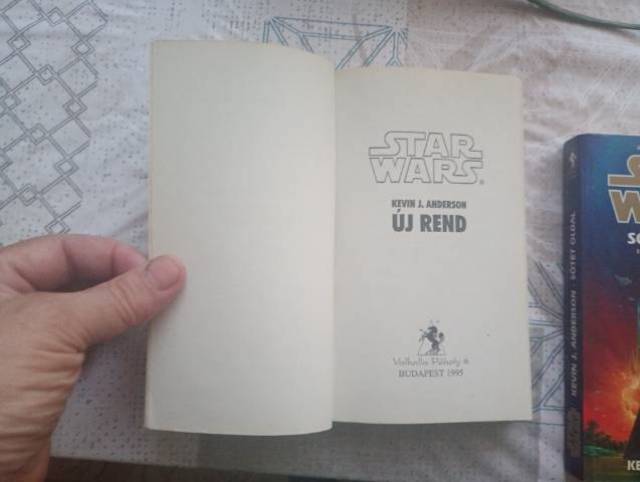 STAR
WARS®
KEVIN J. ANDERSON
ÚJ REND
Valhalla Páholy
BUDAPEST 1995
KEVIN J. ANDERSON - SÖTÉT OLDAL